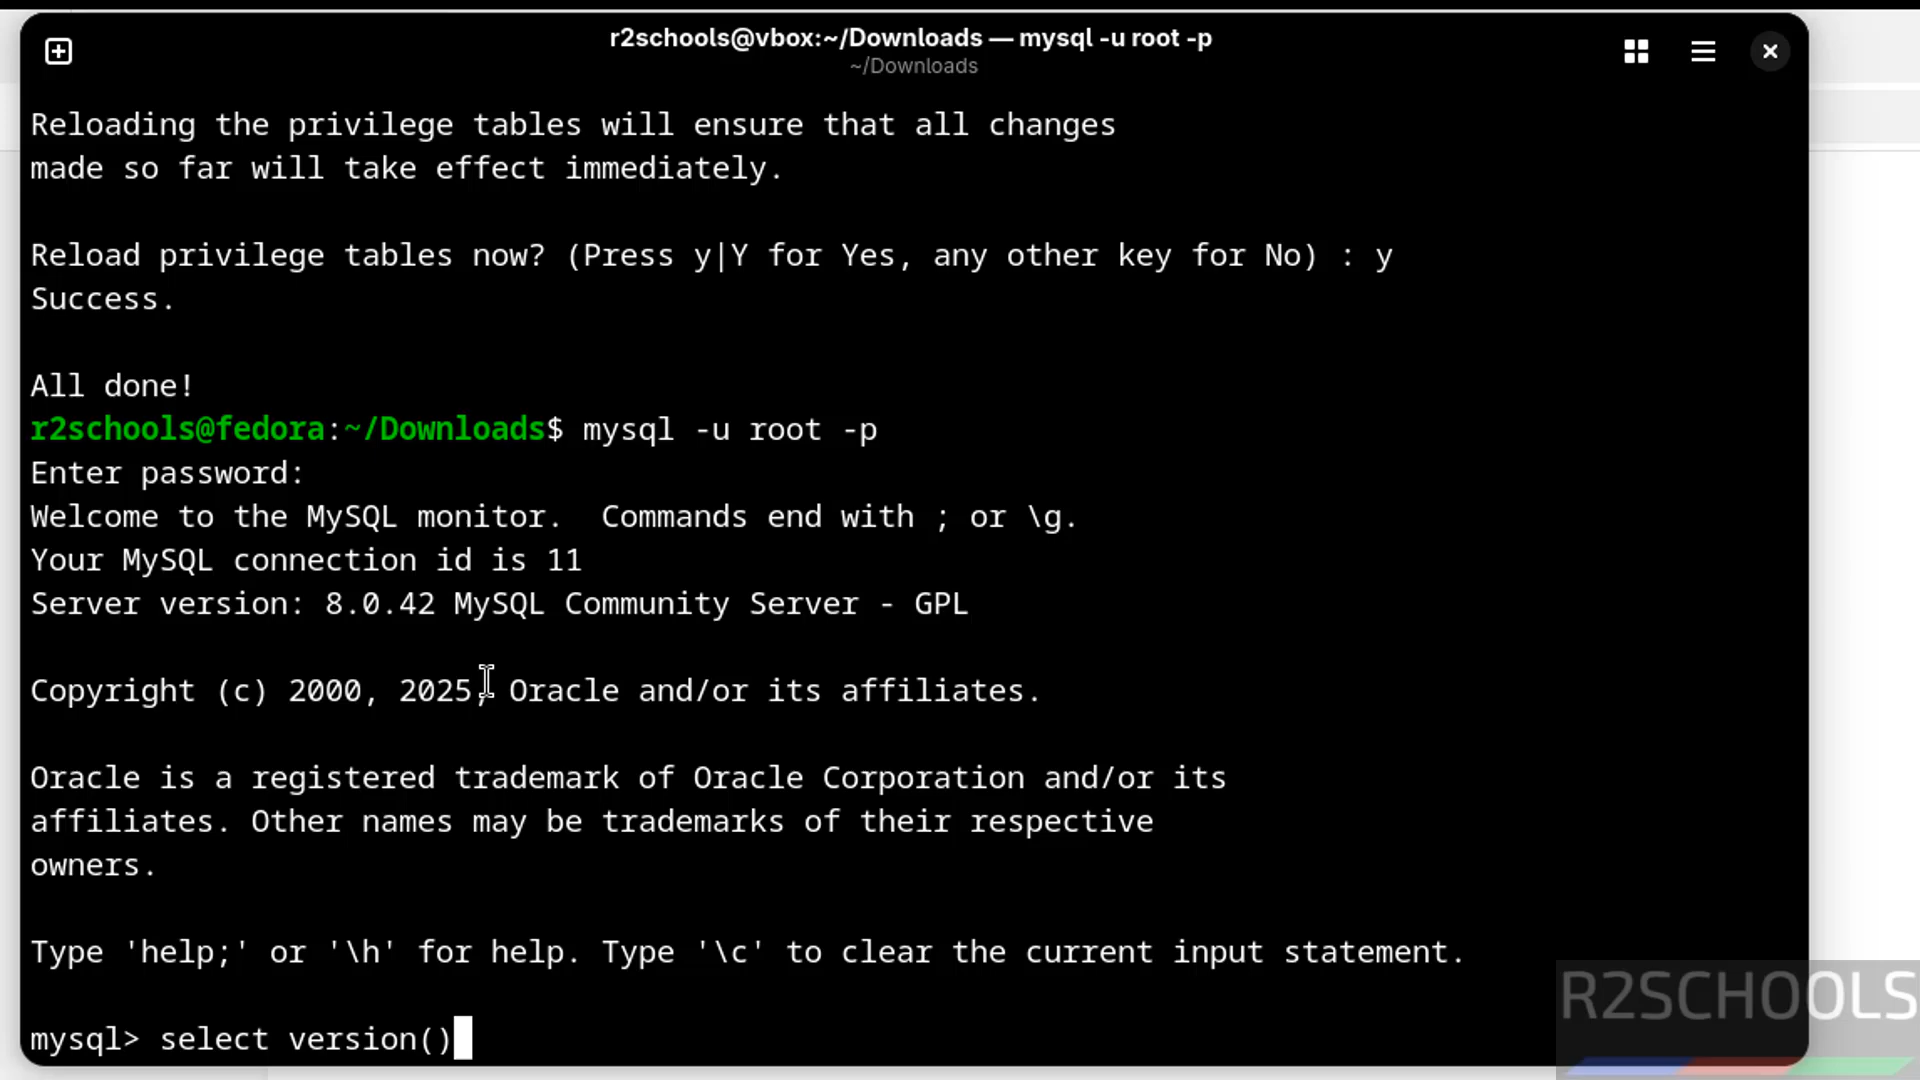 r2schools@vbox:~/Downloads — mysql -u root -p
~/Downloads
Reloading the privilege tables will ensure that all changes
made so far will take effect immediately.
Reload privilege tables now? (Press y|Y for Yes, any other key for No) : y
Success.
All done!
r2schools@fedora:~/Downloads$ mysql -u root -p
Enter password:
Welcome to the MySQL monitor.  Commands end with ; or \g.
Your MySQL connection id is 11
Server version: 8.0.42 MySQL Community Server - GPL
Copyright (c) 2000, 2025, Oracle and/or its affiliates.
Oracle is a registered trademark of Oracle Corporation and/or its
affiliates. Other names may be trademarks of their respective
owners.
Type 'help;' or '\h' for help. Type '\c' to clear the current input statement.
mysql> select version()
R2SCHOOLS